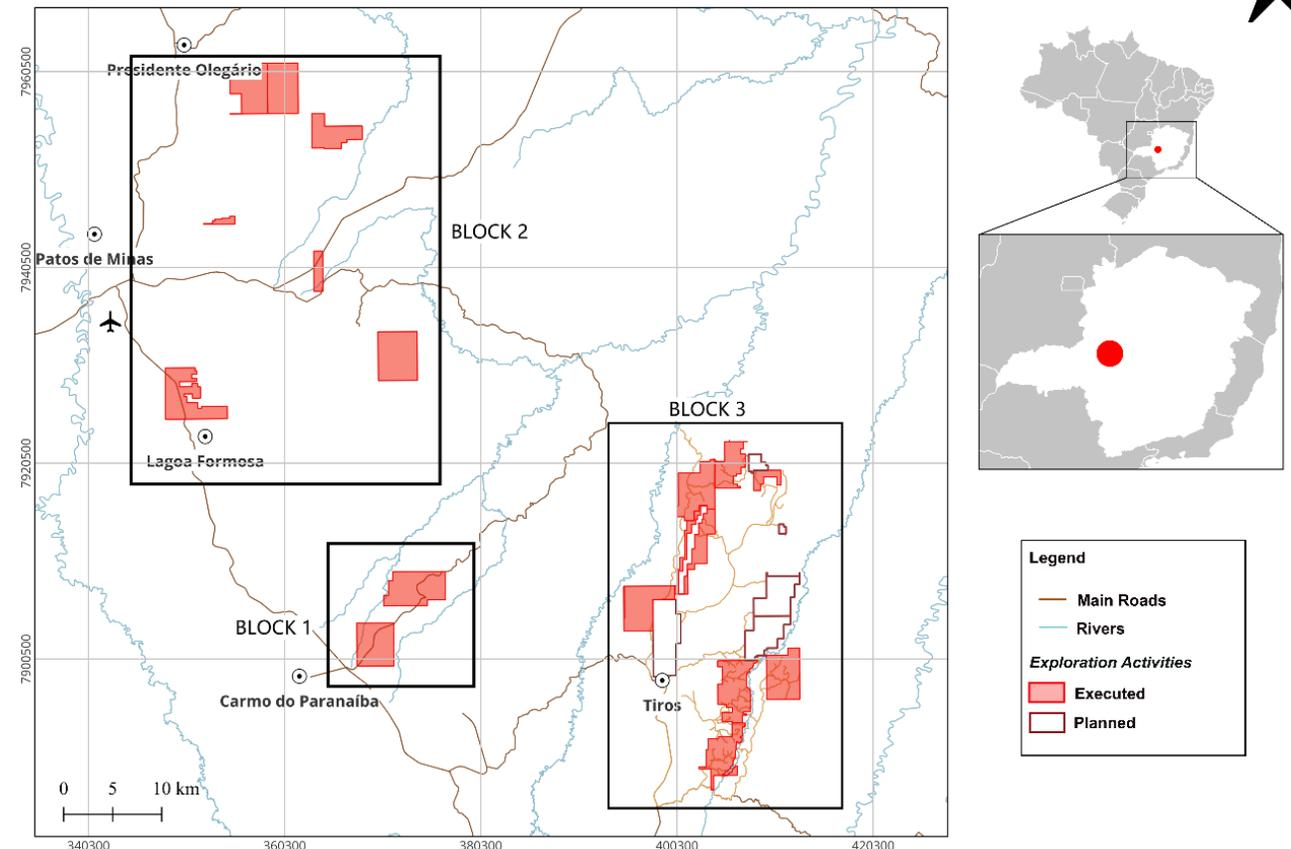 Presidente Olegário
7960500
BLOCK 2
Patos de Minas
7940500
BLOCK 3
Lagoa Formosa
7920500
BLOCK 1
7900500
Carmo do Paranaíba
Tiros
0 5 10 km
340300 360300 380300 400300 420300
Legend
Main Roads
Rivers
Exploration Activities
Executed
Planned